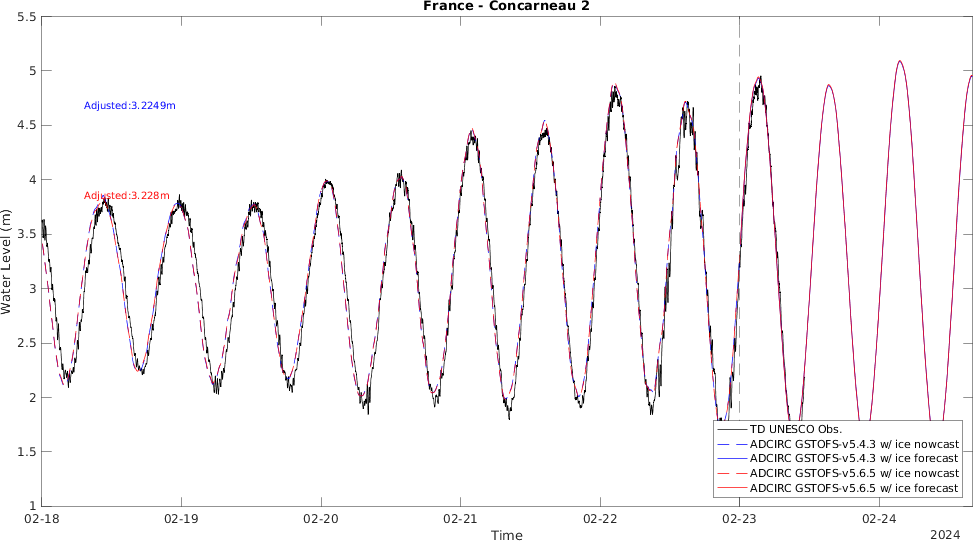 France - Concarneau 2
5.5
5
4.5
4
3.5
3
2.5
2
1.5
1
Water Level (m)
Adjusted:3.2249m
Adjusted:3.228m
TD UNESCO Obs.
ADCIRC GSTOFS-v5.4.3 w/ ice nowcast
ADCIRC GSTOFS-v5.4.3 w/ ice forecast
ADCIRC GSTOFS-v5.6.5 w/ ice nowcast
ADCIRC GSTOFS-v5.6.5 w/ ice forecast
02-18 02-19 02-20 02-21 02-22 02-23 02-24
Time
2024